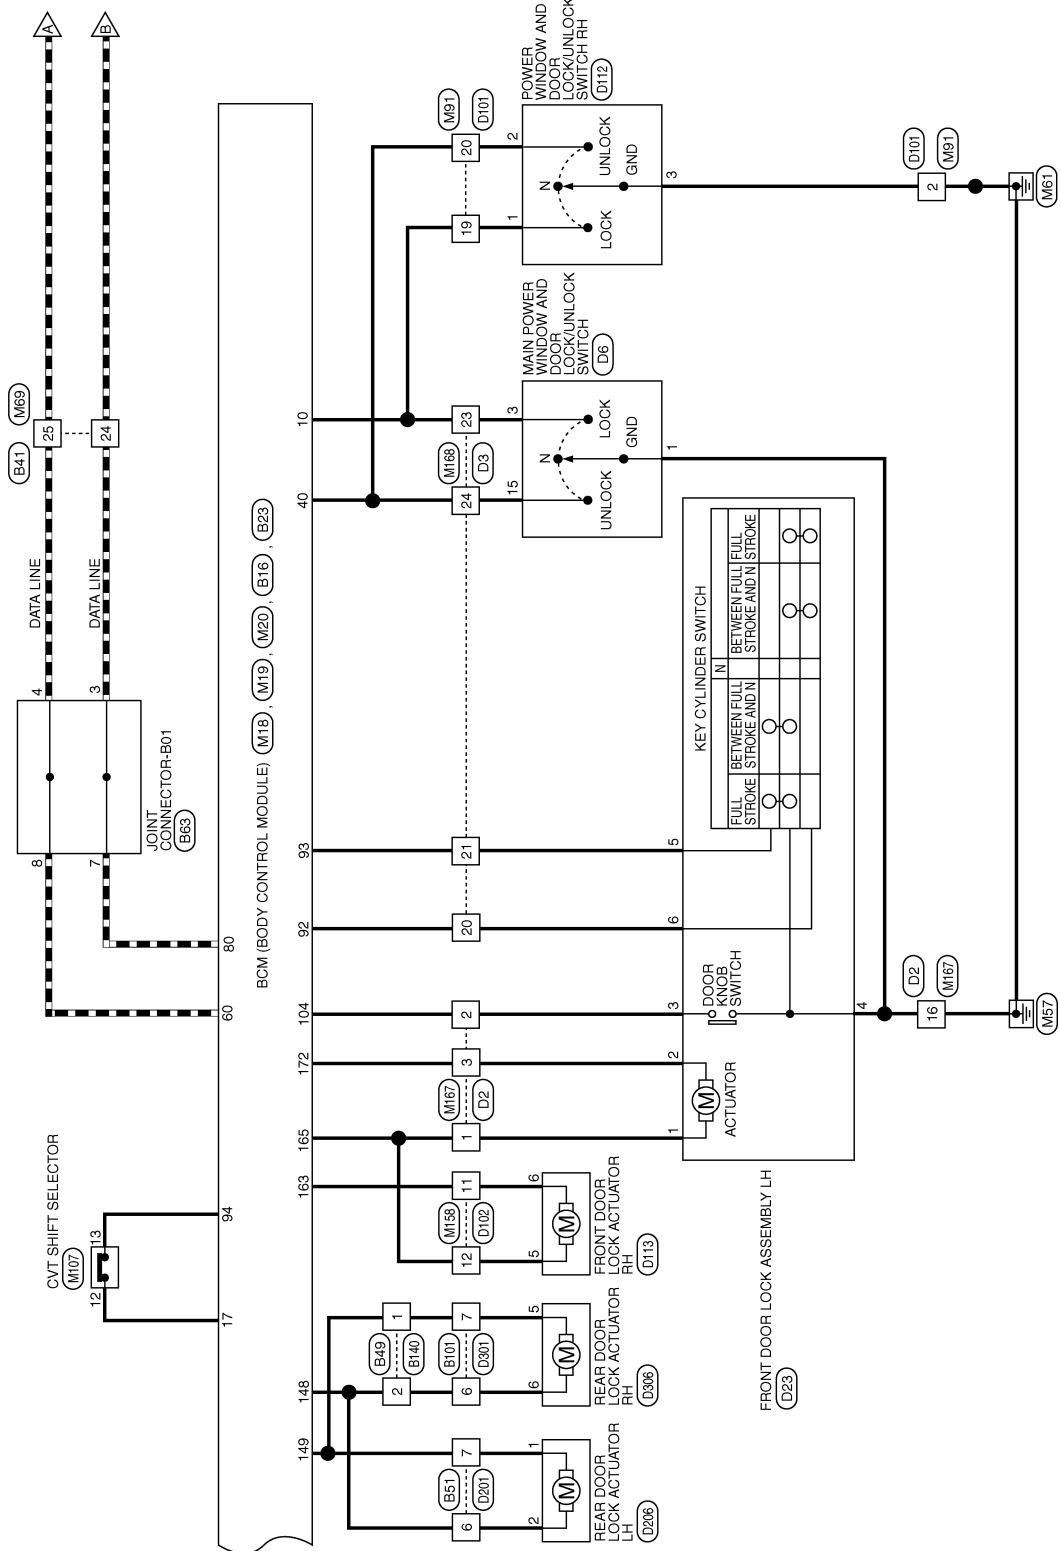 A
B
M69
B41
25
24
DATA LINE
DATA LINE
4
3
JOINT
CONNECTOR-B01
B63
8
7
80
60
CVT SHIFT SELECTOR
M107
13
12
94
17
BCM (BODY CONTROL MODULE) M18 , M19 , M20 , B16 , B23
149
148
163
165
172
104
92
93
40
10
POWER
WINDOW AND
DOOR
LOCK/UNLOCK
SWITCH RH
D112
M91
D101
20
19
2
1
N
UNLOCK
LOCK
GND
3
D101
M91
2
M61
MAIN POWER
WINDOW AND
DOOR
LOCK/UNLOCK
SWITCH
D6
23
M168
D3
24
3
15
N
LOCK
UNLOCK
GND
1
21
20
2
3
M167
D2
1
5
6
3
2
1
4
KEY CYLINDER SWITCH
FULL
STROKE
BETWEEN FULL
STROKE AND N
N
BETWEEN FULL
STROKE AND N
FULL
STROKE
DOOR
KNOB
SWITCH
M
ACTUATOR
FRONT DOOR LOCK ASSEMBLY LH
D23
D2
M167
16
M57
11
M158
D102
12
6
5
M
FRONT DOOR
LOCK ACTUATOR
RH
D113
1
B49
B140
2
7
B101
D301
6
5
6
M
REAR DOOR
LOCK ACTUATOR
RH
D306
7
B51
D201
6
1
2
M
REAR DOOR
LOCK ACTUATOR
LH
D206